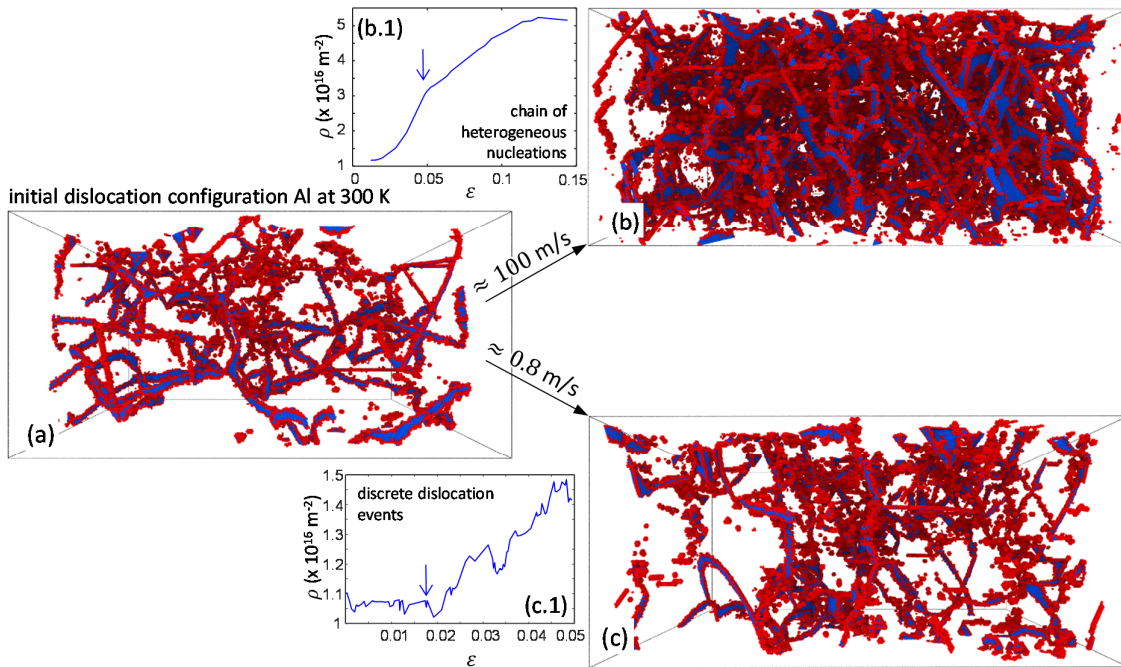 (b.1)
5
4
3
2
1
ρ (x 10¹⁶ m⁻²)
chain of
heterogeneous
nucleations
0
0.05
0.10
0.15
ε
(b)
initial dislocation configuration Al at 300 K
(a)
≈ 100 m/s
≈ 0.8 m/s
1.5
1.4
1.3
1.2
1.1
1
ρ (x 10¹⁶ m⁻²)
discrete dislocation
events
(c.1)
0.01
0.02
0.03
0.04
0.05
ε
(c)